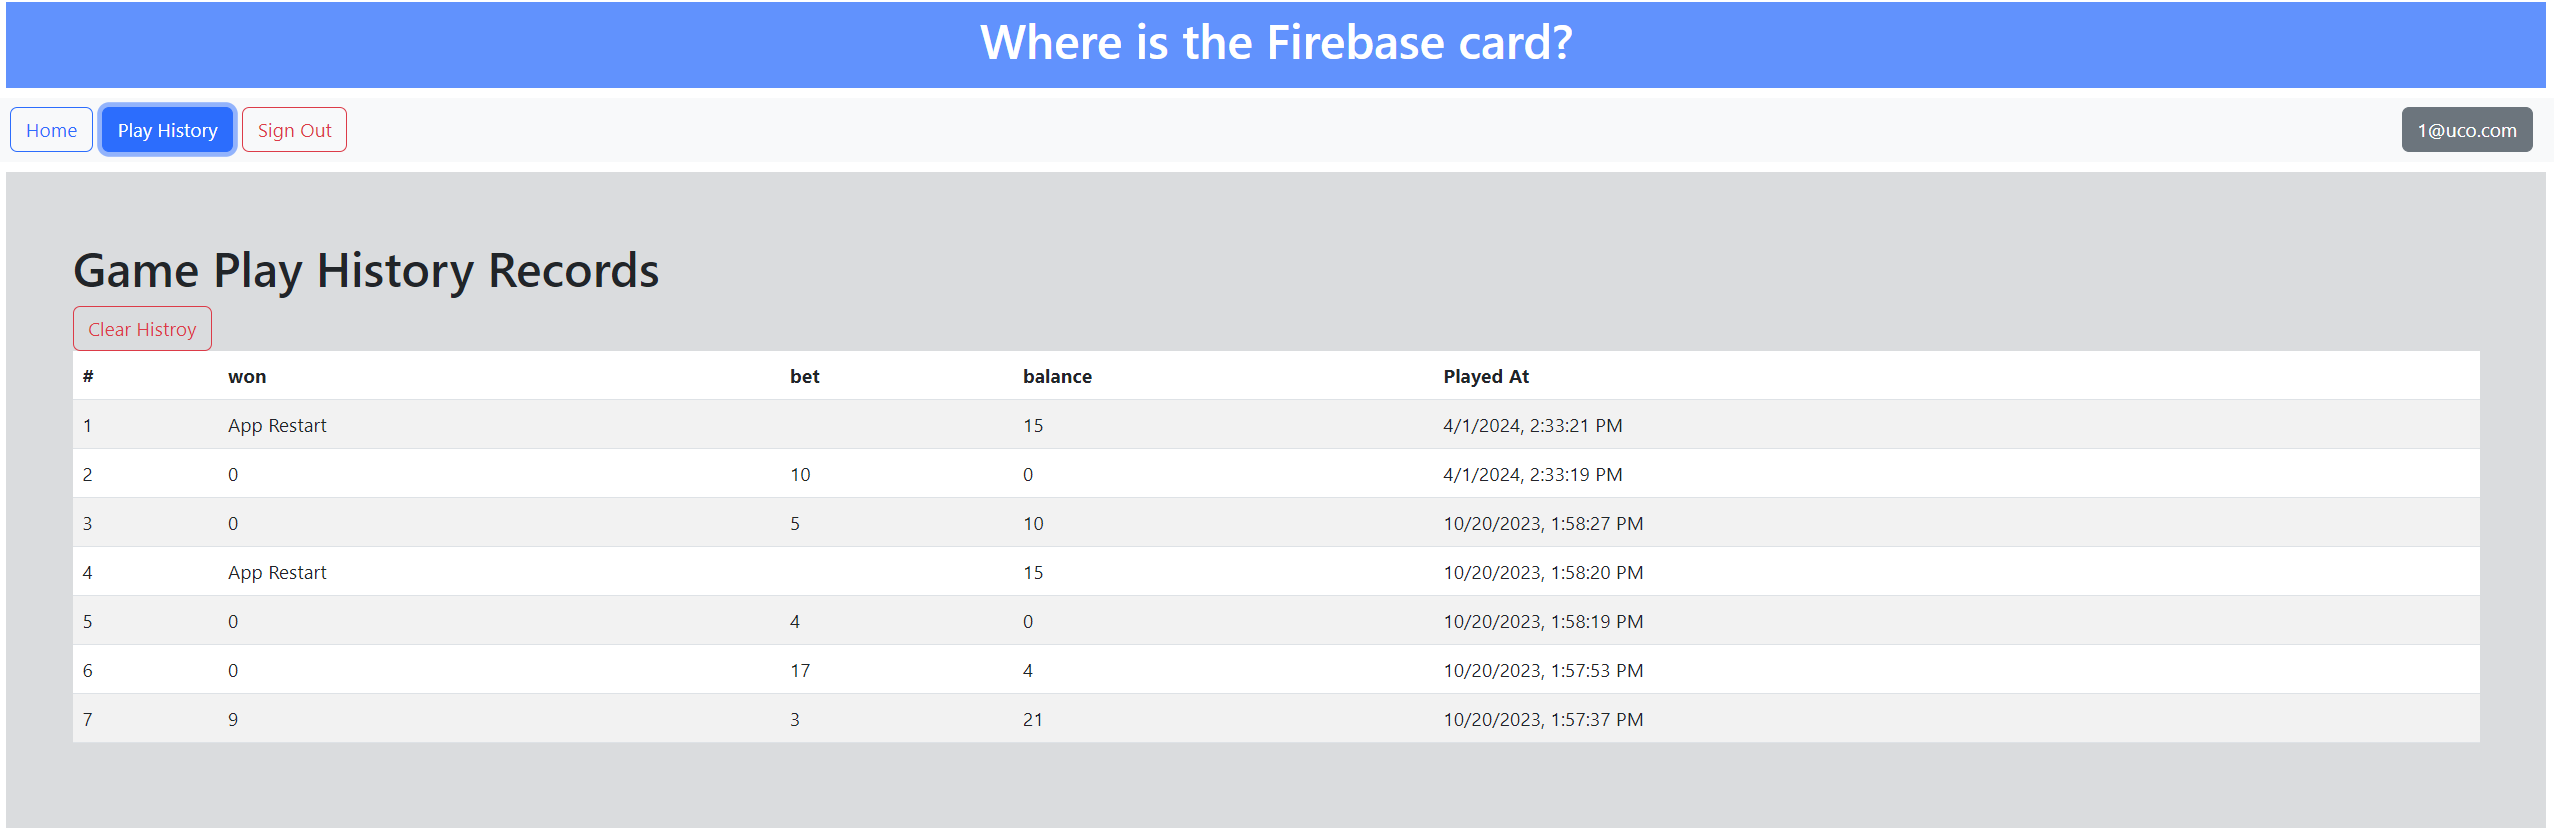 Where is the Firebase card?
Home Play History Sign Out 1@uco.com
Game Play History Records
Clear Histroy
# won bet balance Played At
1 App Restart 15 4/1/2024, 2:33:21 PM
2 0 10 0 4/1/2024, 2:33:19 PM
3 0 5 10 10/20/2023, 1:58:27 PM
4 App Restart 15 10/20/2023, 1:58:20 PM
5 0 4 0 10/20/2023, 1:58:19 PM
6 0 17 4 10/20/2023, 1:57:53 PM
7 9 3 21 10/20/2023, 1:57:37 PM